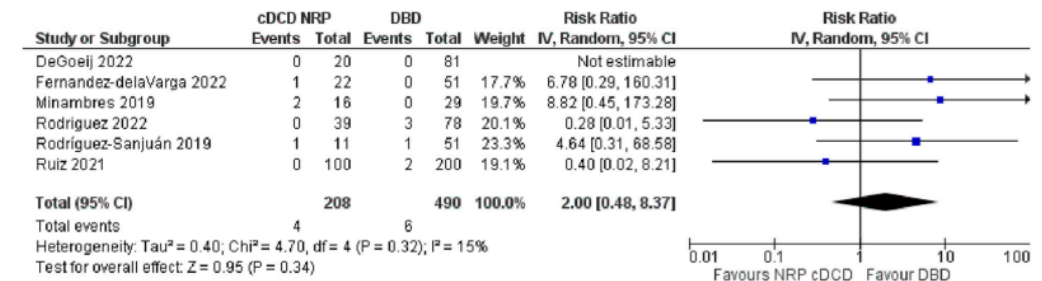 cDCD NRP DBD Risk Ratio Risk Ratio
Study or Subgroup Events Total Events Total Weight IV, Random, 95% CI IV, Random, 95% CI
DeGoeij 2022 0 20 0 81 Not estimable
Fernandez-delaVarga 2022 1 22 0 51 17.7% 6.78 [0.29, 160.31]
Minambres 2019 2 16 0 29 19.7% 8.82 [0.45, 173.28]
Rodriguez 2022 0 39 3 78 20.1% 0.28 [0.01, 5.33]
Rodríguez-Sanjuán 2019 1 11 1 51 23.3% 4.64 [0.31, 68.58]
Ruiz 2021 0 100 2 200 19.1% 0.40 [0.02, 8.21]
Total (95% CI) 208 490 100.0% 2.00 [0.48, 8.37]
Total events 4 6
Heterogeneity: Tau² = 0.40; Chi² = 4.70, df = 4 (P = 0.32); I² = 15%
Test for overall effect: Z = 0.95 (P = 0.34)
0.01 0.1 1 10 100
Favours NRP cDCD Favour DBD